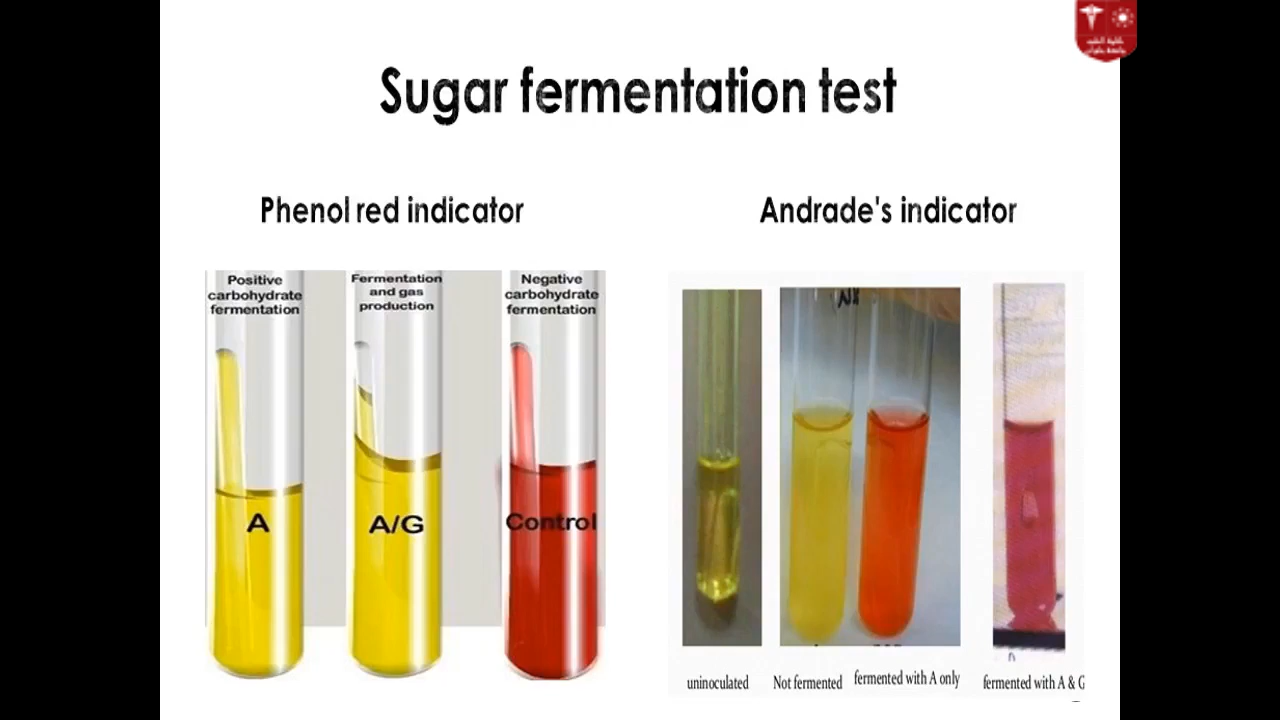 Sugar fermentation test
Phenol red indicator
Andrade's indicator
Positive
carbohydrate
fermentation
Fermentation
and gas
production
Negative
carbohydrate
fermentation
A
A/G
Control
uninoculated
Not fermented
fermented with A only
fermented with A & G